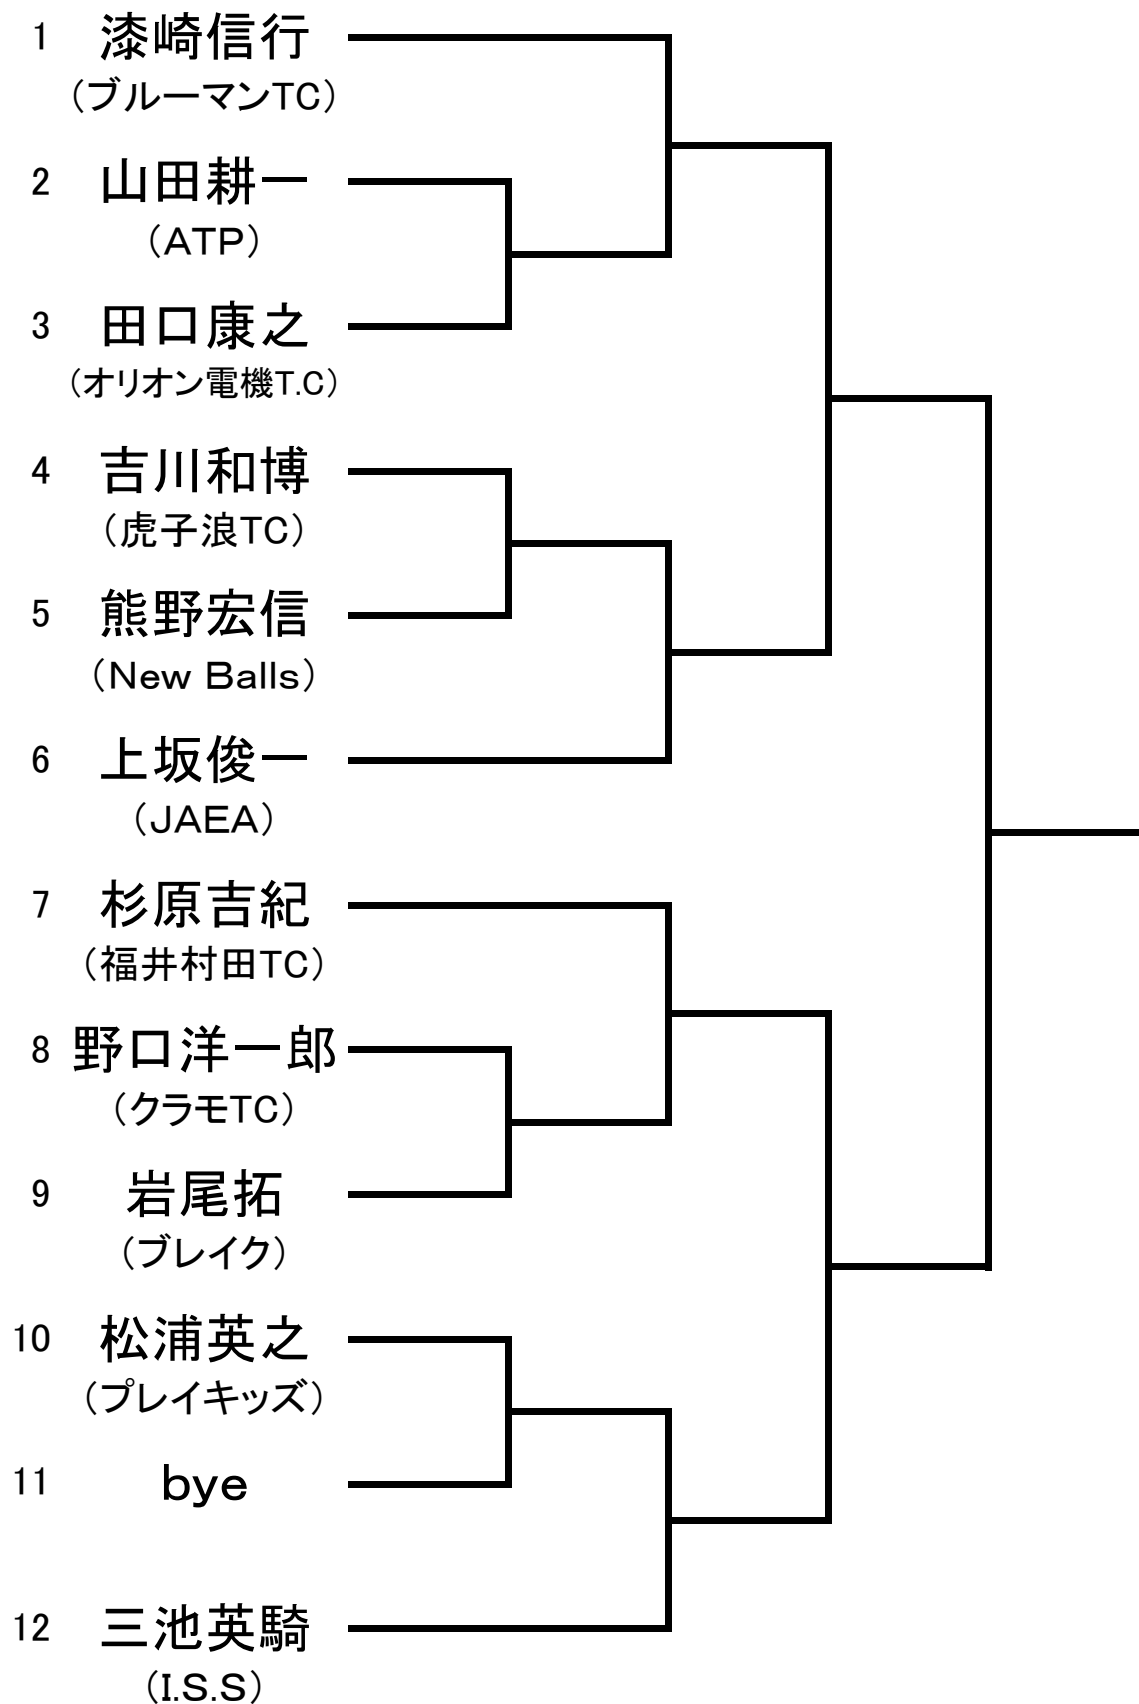 1 漆崎信行
（ブルーマンTC）
2 山田耕一
（ATP）
3 田口康之
（オリオン電機T.C）
4 吉川和博
（虎子浪TC）
5 熊野宏信
（New Balls）
6 上坂俊一
（JAEA）
7 杉原吉紀
（福井村田TC）
8 野口洋一郎
（クラモTC）
9 岩尾拓
（ブレイク）
10 松浦英之
（プレイキッズ）
11 bye
12 三池英騎
（I.S.S）